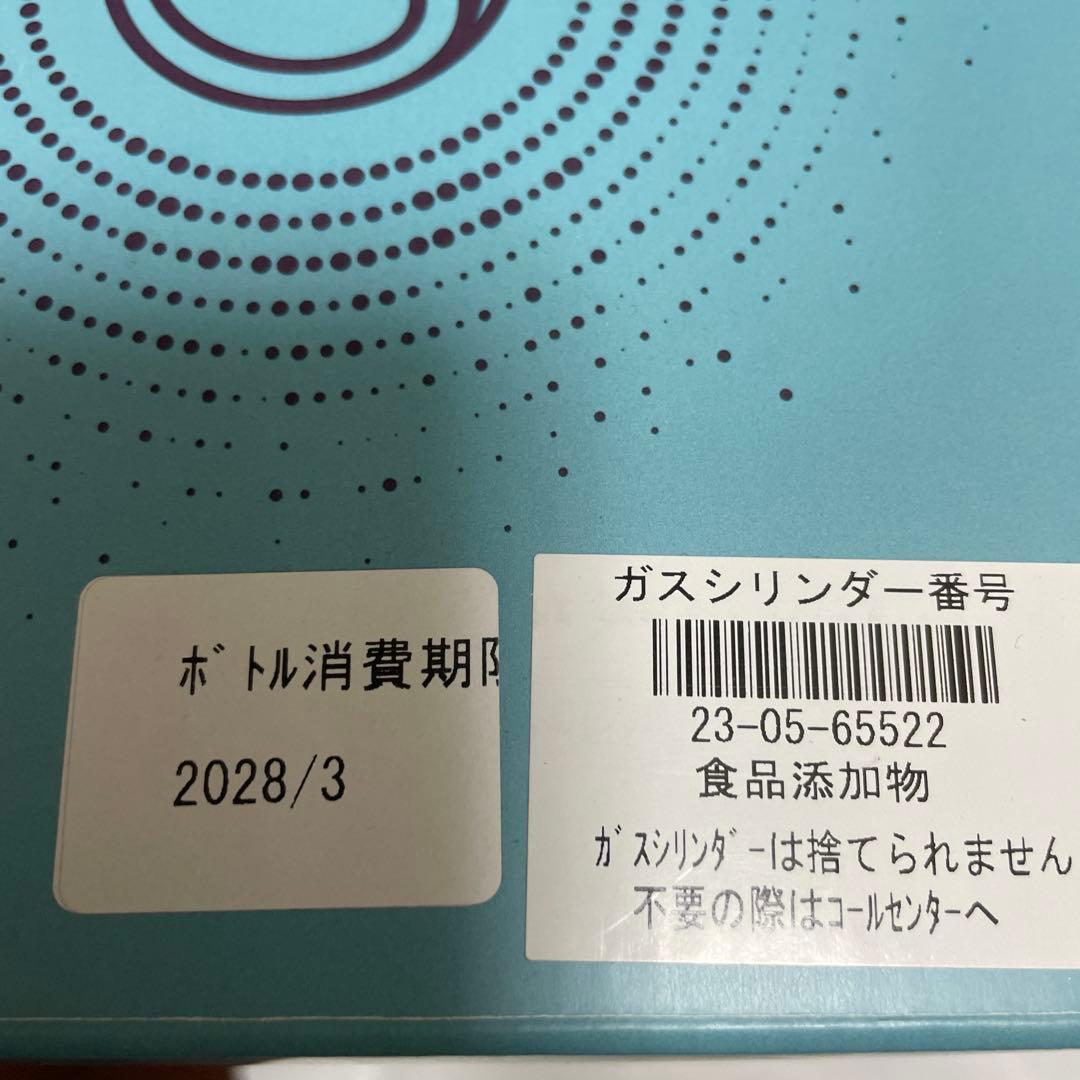 ﾎﾞﾄﾙ消費期限
2028/3
ガスシリンダー番号
23-05-65522
食品添加物
ｶﾞｽｼﾘﾝﾀﾞｰは捨てられません
不要の際はｺｰﾙｾﾝﾀｰへ